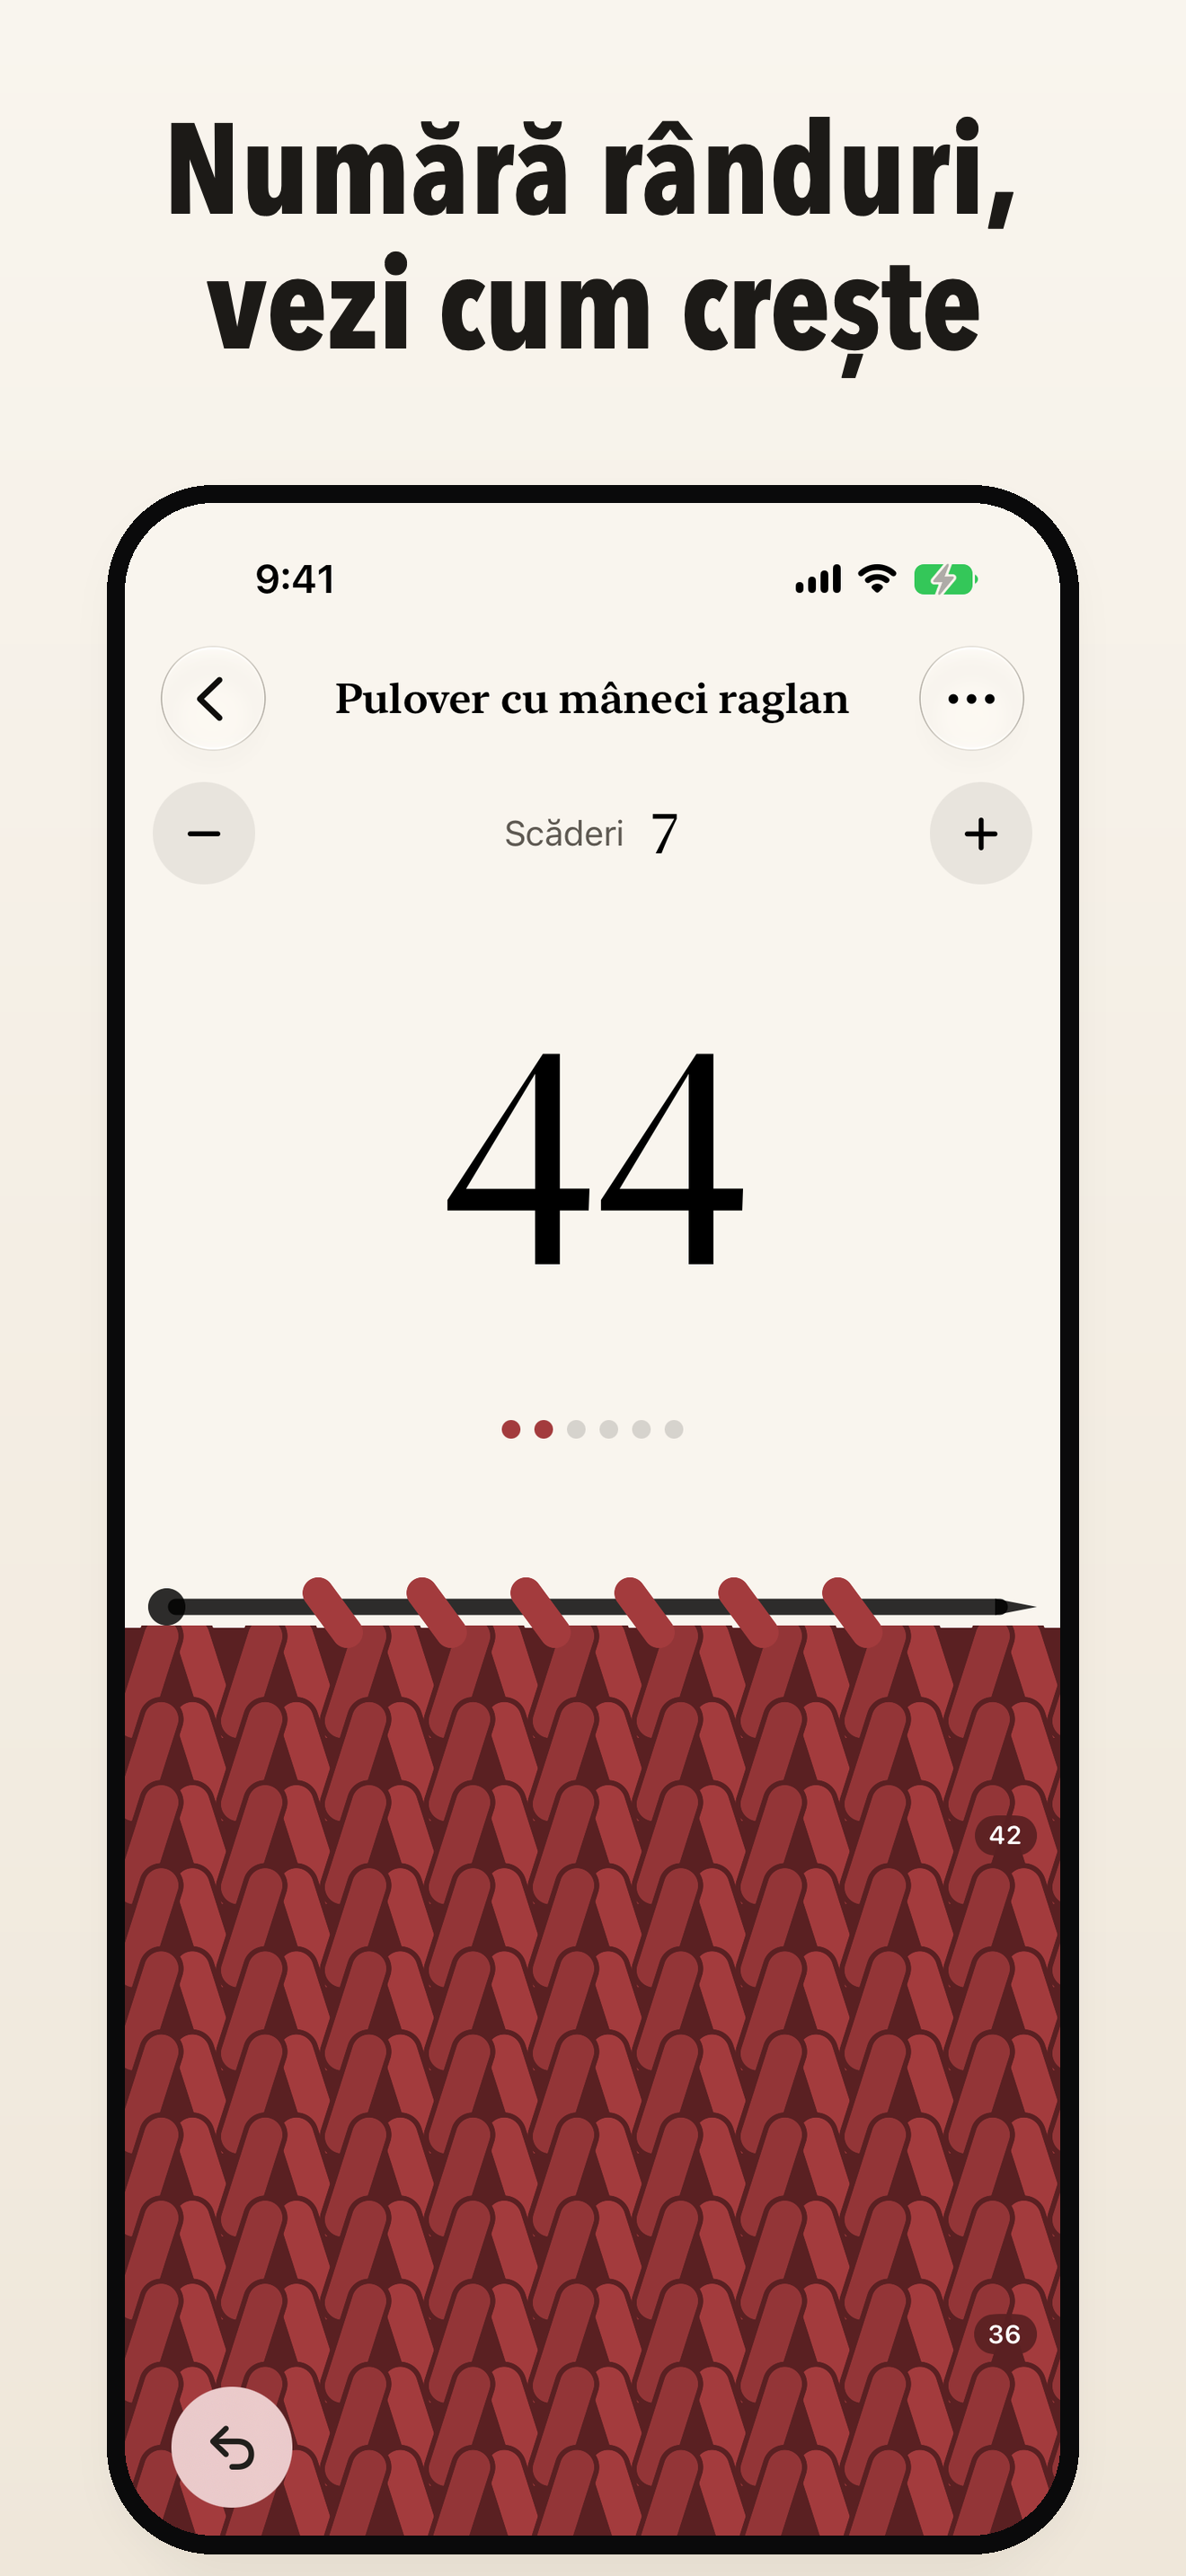 Numără rânduri,
vezi cum crește
9:41
Pulover cu mâneci raglan
Scăderi 7
44
42
36